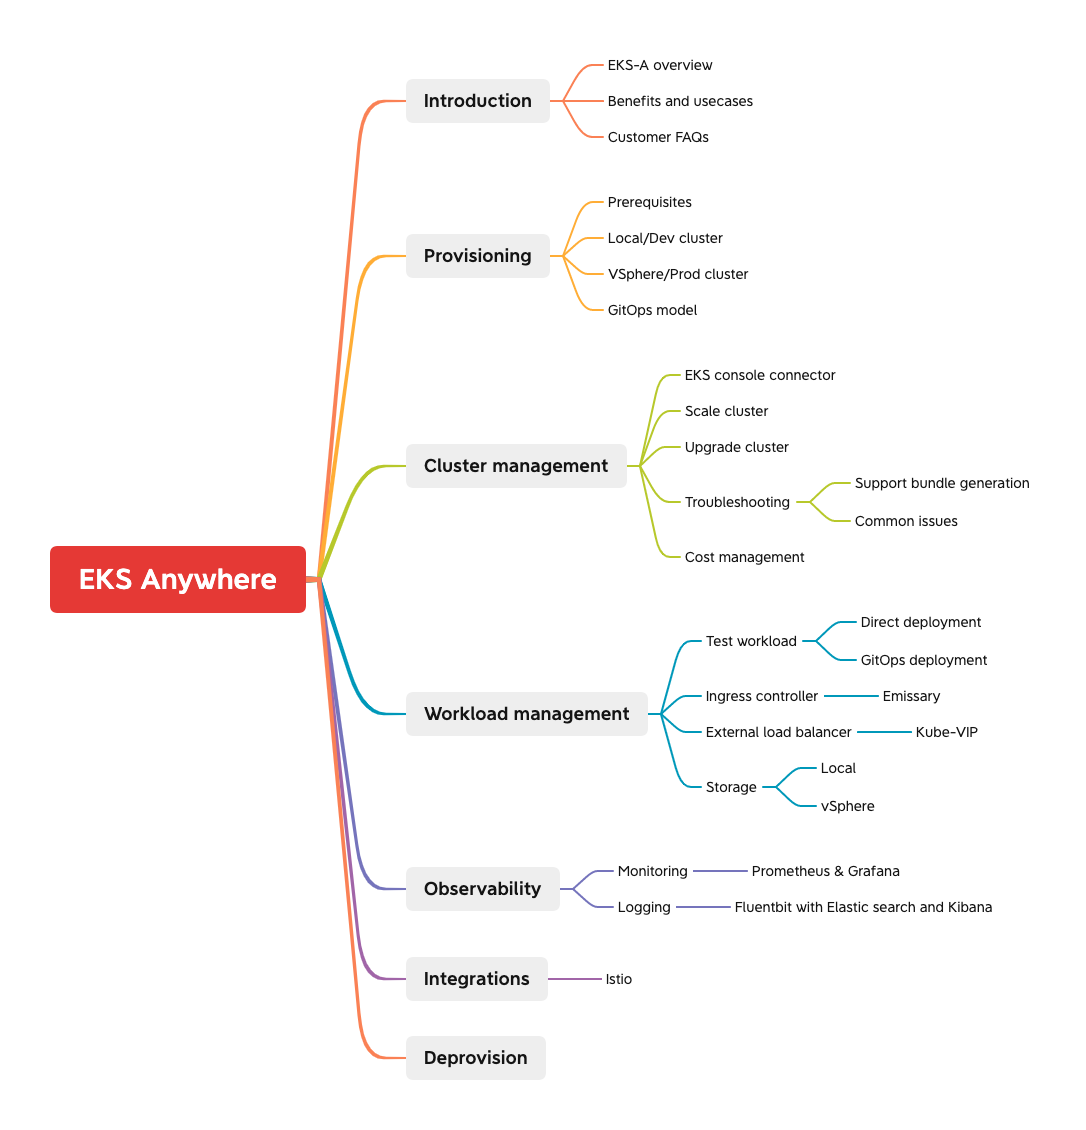 EKS Anywhere
Introduction
EKS-A overview
Benefits and usecases
Customer FAQs
Provisioning
Prerequisites
Local/Dev cluster
VSphere/Prod cluster
GitOps model
Cluster management
EKS console connector
Scale cluster
Upgrade cluster
Troubleshooting
Support bundle generation
Common issues
Cost management
Workload management
Test workload
Direct deployment
GitOps deployment
Ingress controller
Emissary
External load balancer
Kube-VIP
Storage
Local
vSphere
Observability
Monitoring
Prometheus & Grafana
Logging
Fluentbit with Elastic search and Kibana
Integrations
Istio
Deprovision